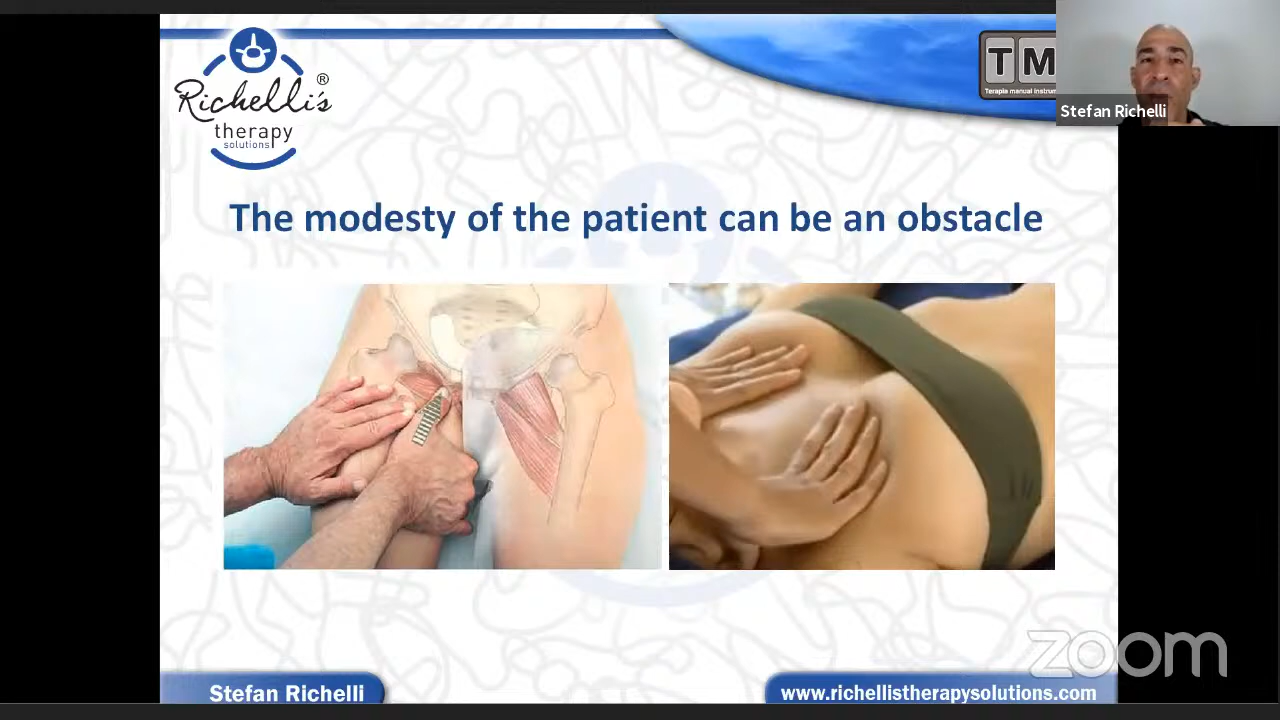 Richelli's ®
therapy
solutions
TM
Terapia manual instrum
Stefan Richelli
The modesty of the patient can be an obstacle
zoom
Stefan Richelli
www.richellistherapysolutions.com